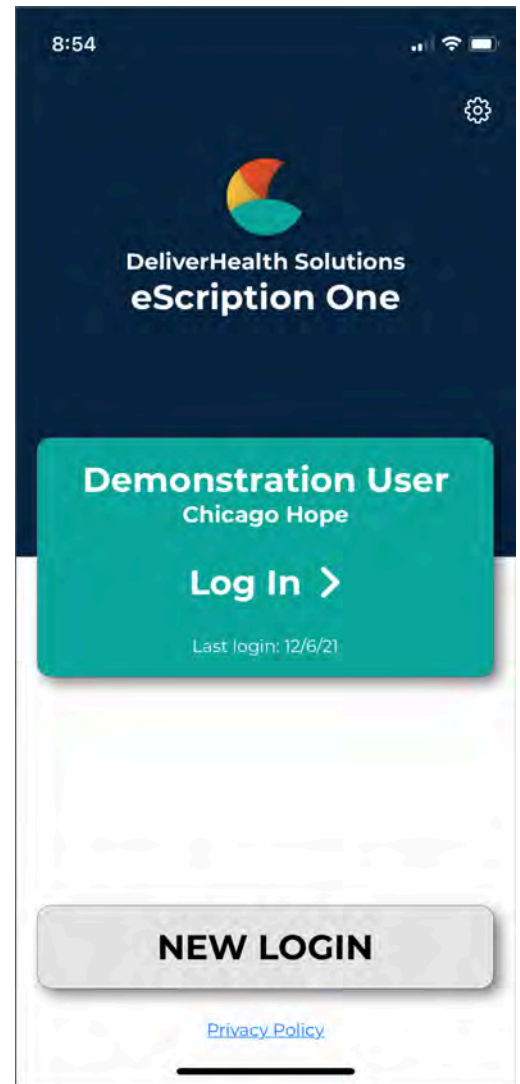 8:54
DeliverHealth Solutions
eScription One
Demonstration User
Chicago Hope
Log In
Last login: 12/6/21
NEW LOGIN
Privacy Policy